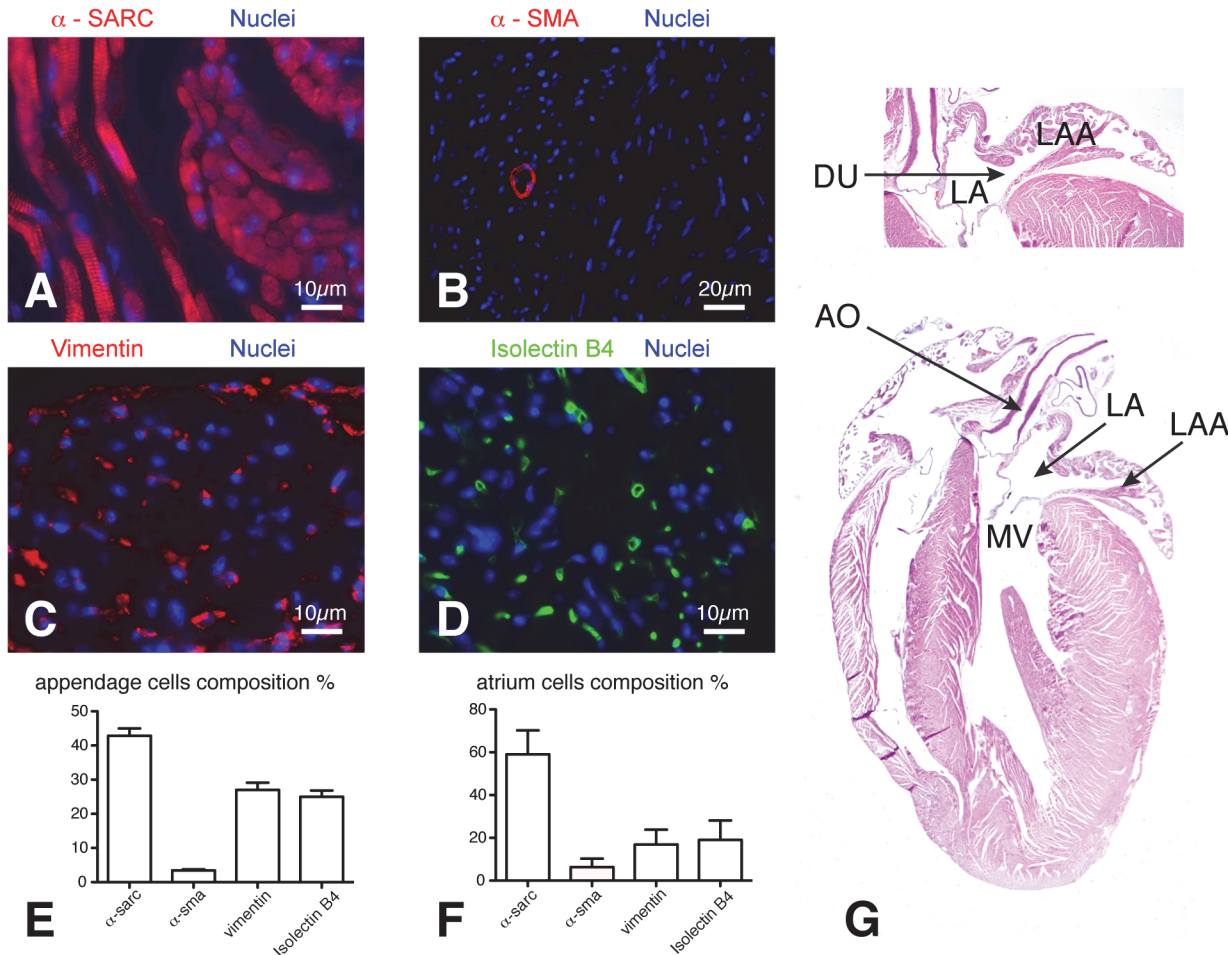 α - SARC Nuclei
A
10µm
α - SMA Nuclei
B
20µm
Vimentin Nuclei
C
10µm
Isolectin B4 Nuclei
D
10µm
appendage cells composition %
50
40
30
20
10
0
α-sarc
α-sma
vimentin
Isolectin B4
E
atrium cells composition %
80
60
40
20
0
α-sarc
α-sma
vimentin
Isolectin B4
F
LAA
DU
LA
AO
LA
LAA
MV
G